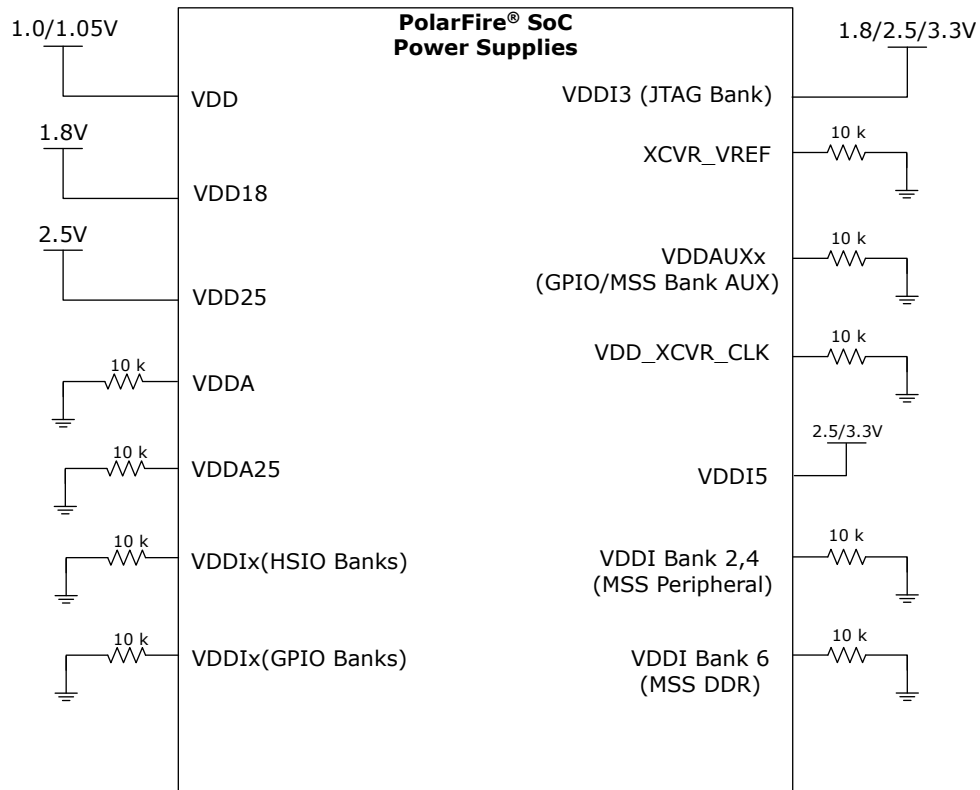 PolarFire® SoC
Power Supplies
1.0/1.05V
VDD
1.8V
VDD18
2.5V
VDD25
10 k
VDDA
10 k
VDDA25
10 k
VDDIx(HSIO Banks)
10 k
VDDIx(GPIO Banks)
1.8/2.5/3.3V
VDDI3 (JTAG Bank)
10 k
XCVR_VREF
10 k
VDDAUXx
(GPIO/MSS Bank AUX)
10 k
VDD_XCVR_CLK
2.5/3.3V
VDDI5
10 k
VDDI Bank 2,4
(MSS Peripheral)
10 k
VDDI Bank 6
(MSS DDR)